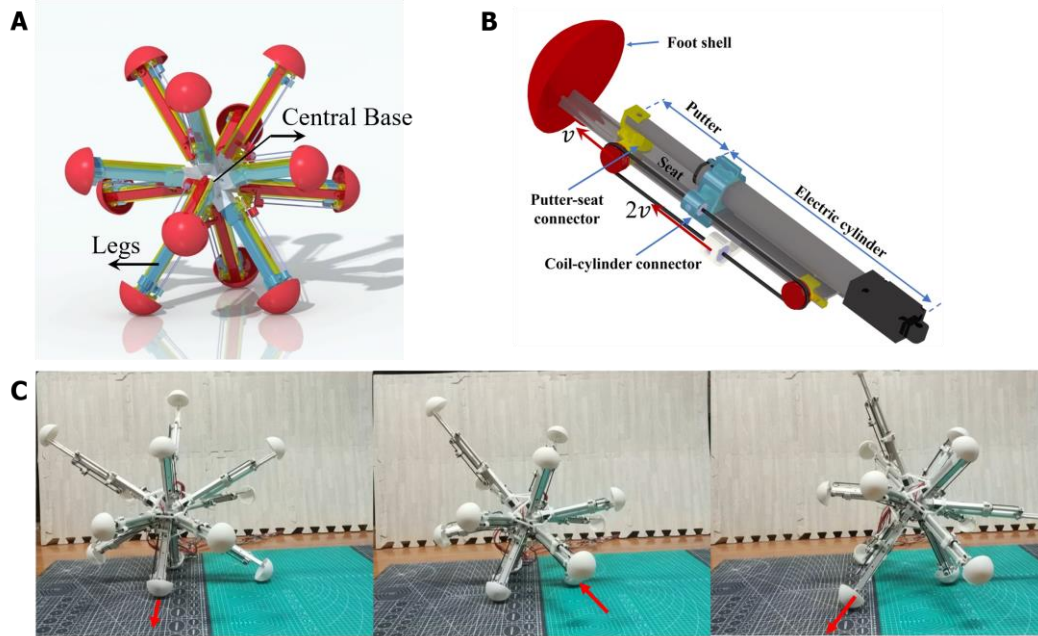 A
Central Base
Legs
B
Foot shell
Putter
v
Seat
Electric cylinder
Putter-seat
connector
2v
Coil-cylinder connector
C